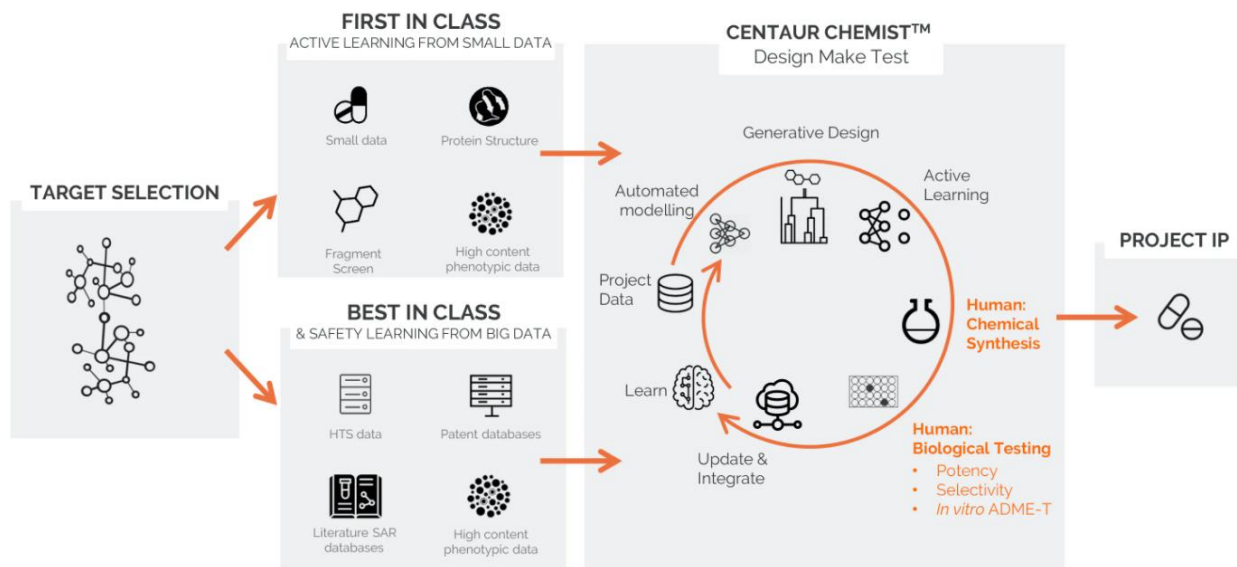 TARGET SELECTION
FIRST IN CLASS
ACTIVE LEARNING FROM SMALL DATA
Small data
Protein Structure
Fragment
Screen
High content
phenotypic data
BEST IN CLASS
& SAFETY LEARNING FROM BIG DATA
HTS data
Patent databases
Literature SAR
databases
High content
phenotypic data
CENTAUR CHEMIST™
Design Make Test
Generative Design
Automated
modelling
Active
Learning
Project
Data
Human:
Chemical
Synthesis
Learn
Update &
Integrate
Human:
Biological Testing
• Potency
• Selectivity
• In vitro ADME-T
PROJECT IP